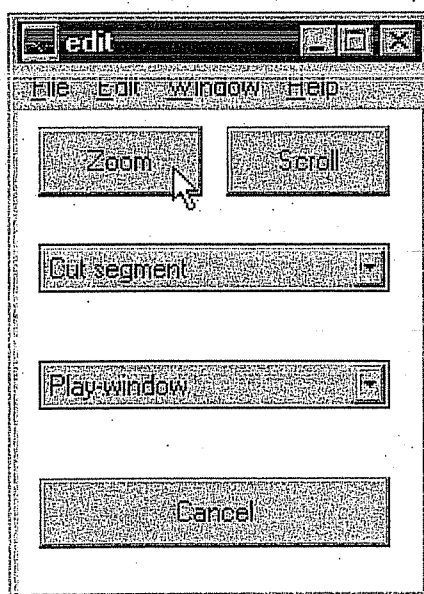 edit
File Edit Window Help
Zoom Scroll
Cut segment
Play-window
Cancel